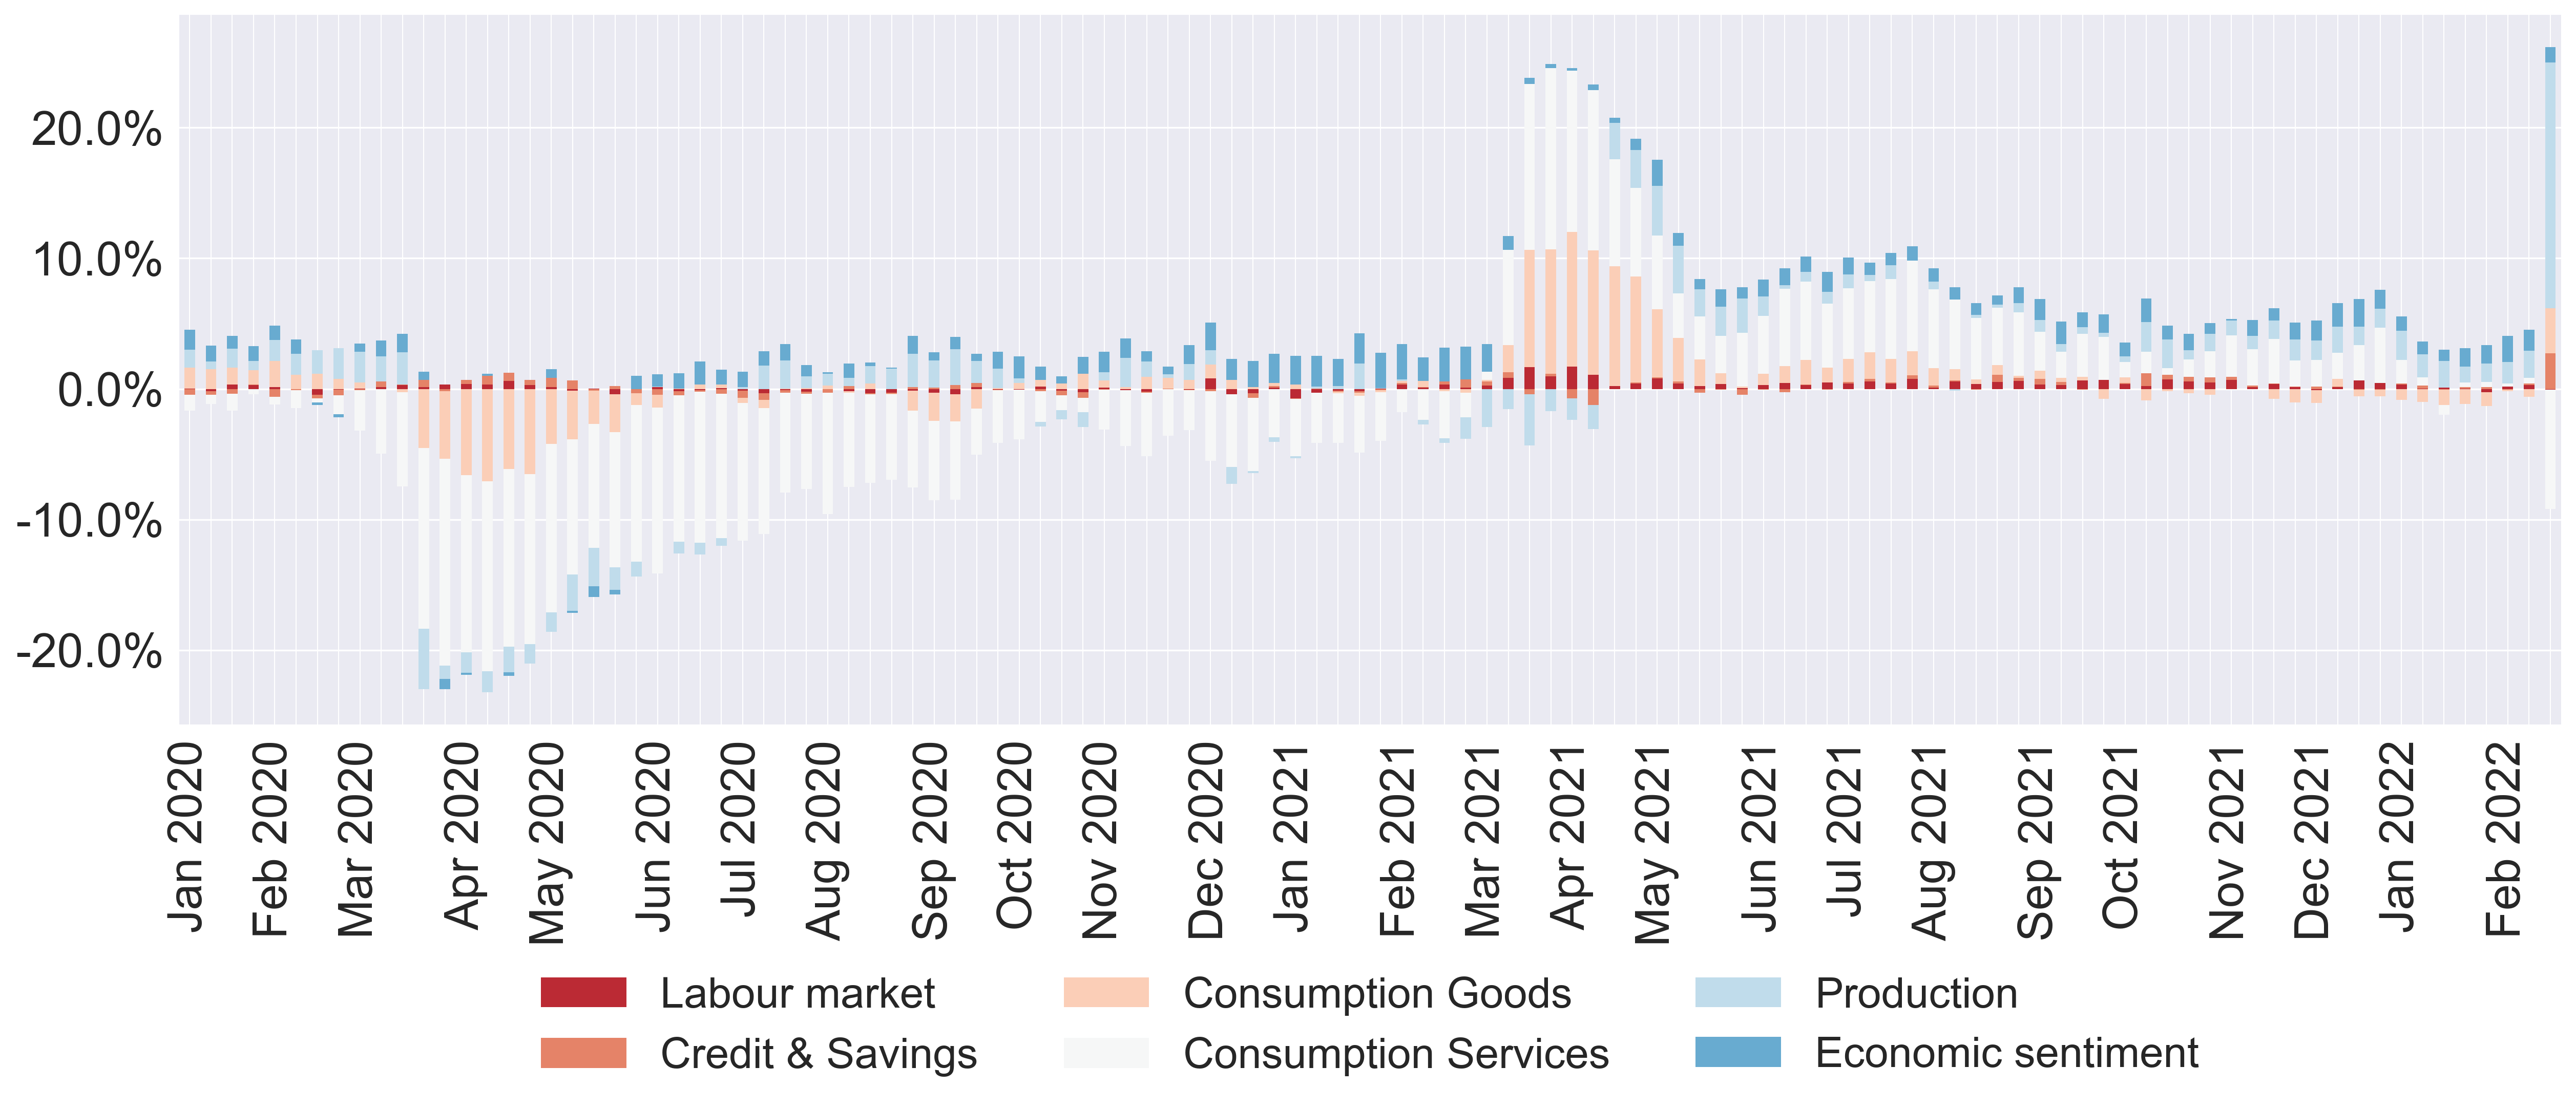 20.0%
10.0%
0.0%
-10.0%
-20.0%
Jan 2020
Feb 2020
Mar 2020
Apr 2020
May 2020
Jun 2020
Jul 2020
Aug 2020
Sep 2020
Oct 2020
Nov 2020
Dec 2020
Jan 2021
Feb 2021
Mar 2021
Apr 2021
May 2021
Jun 2021
Jul 2021
Aug 2021
Sep 2021
Oct 2021
Nov 2021
Dec 2021
Jan 2022
Feb 2022
Labour market
Credit & Savings
Consumption Goods
Consumption Services
Production
Economic sentiment